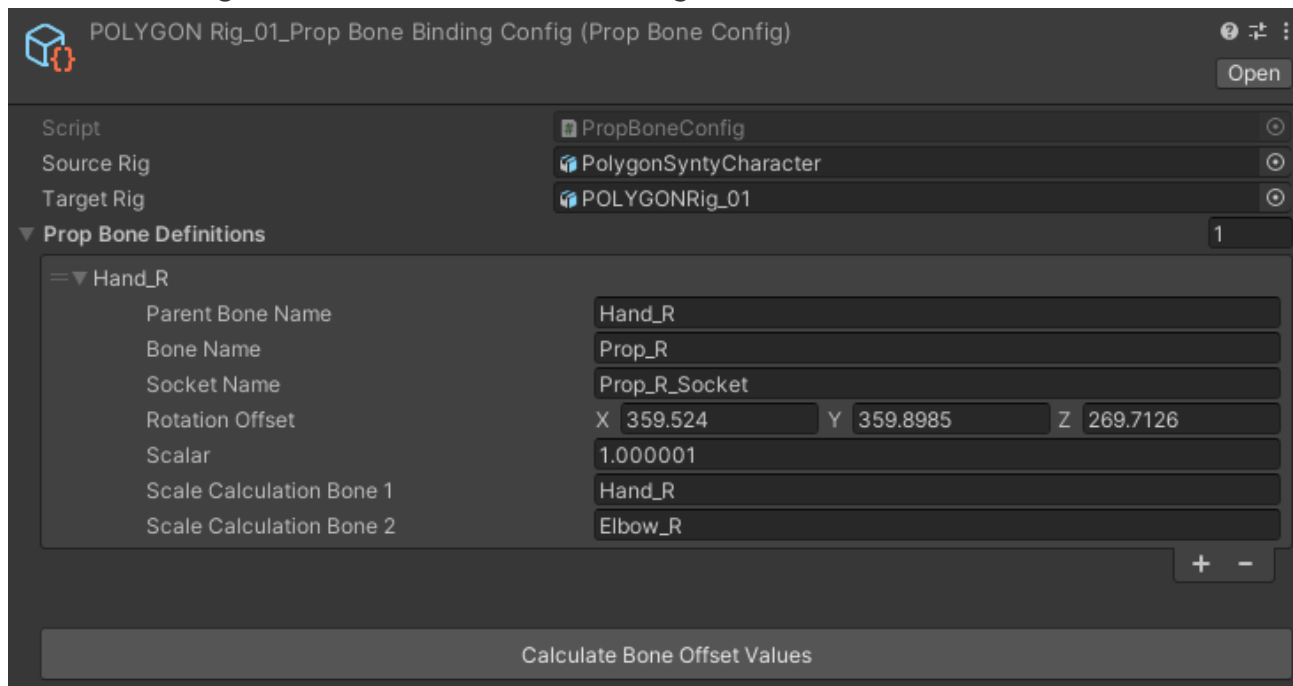 POLYGON Rig_01_Prop Bone Binding Config (Prop Bone Config)
Open
Script PropBoneConfig
Source Rig PolygonSyntyCharacter
Target Rig POLYGONRig_01
Prop Bone Definitions 1
Hand_R
Parent Bone Name Hand_R
Bone Name Prop_R
Socket Name Prop_R_Socket
Rotation Offset X 359.524 Y 359.8985 Z 269.7126
Scalar 1.000001
Scale Calculation Bone 1 Hand_R
Scale Calculation Bone 2 Elbow_R
+ −
Calculate Bone Offset Values